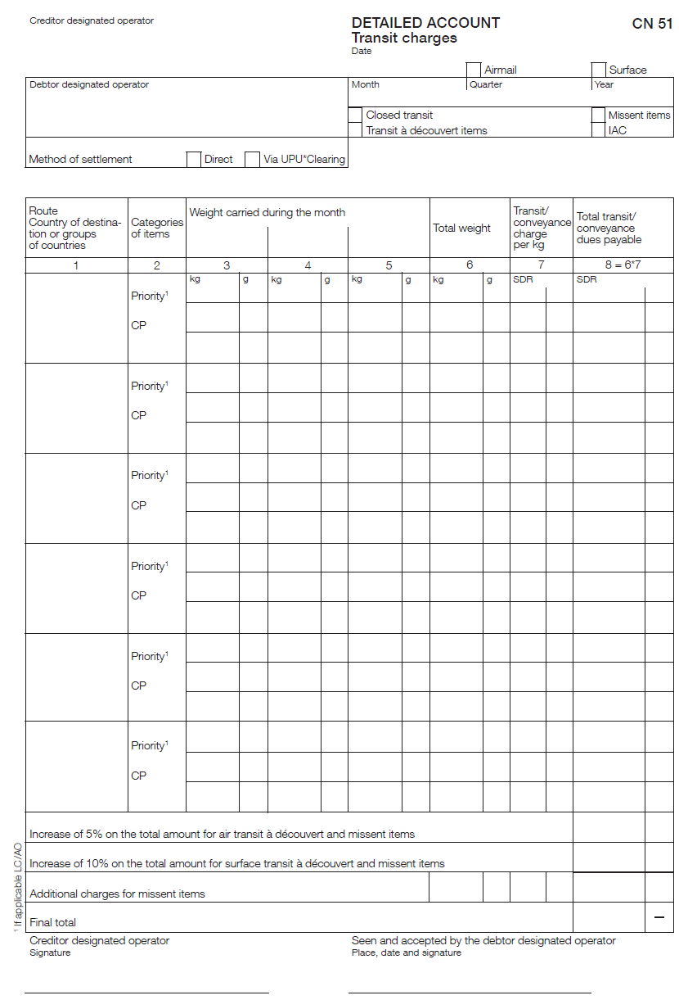 Creditor designated operator
DETAILED ACCOUNT
Transit charges
Date
CN 51
Airmail
Surface
Debtor designated operator
Month
Quarter
Year
Closed transit
Missent items
Transit à découvert items
IAC
Method of settlement
Direct
Via UPU*Clearing
Route
Country of destina-
tion or groups
of countries
Categories
of items
Weight carried during the month
Total weight
Transit/
conveyance
charge
per kg
Total transit/
conveyance
dues payable
1 2 3 4 5 6 7 8 = 6*7
kg g kg g kg g kg g SDR SDR
Priority¹
CP
Priority¹
CP
Priority¹
CP
Priority¹
CP
Priority¹
CP
Priority¹
CP
Increase of 5% on the total amount for air transit à découvert and missent items
Increase of 10% on the total amount for surface transit à découvert and missent items
Additional charges for missent items
Final total –
¹ If applicable LC/AO
Creditor designated operator
Signature
Seen and accepted by the debtor designated operator
Place, date and signature